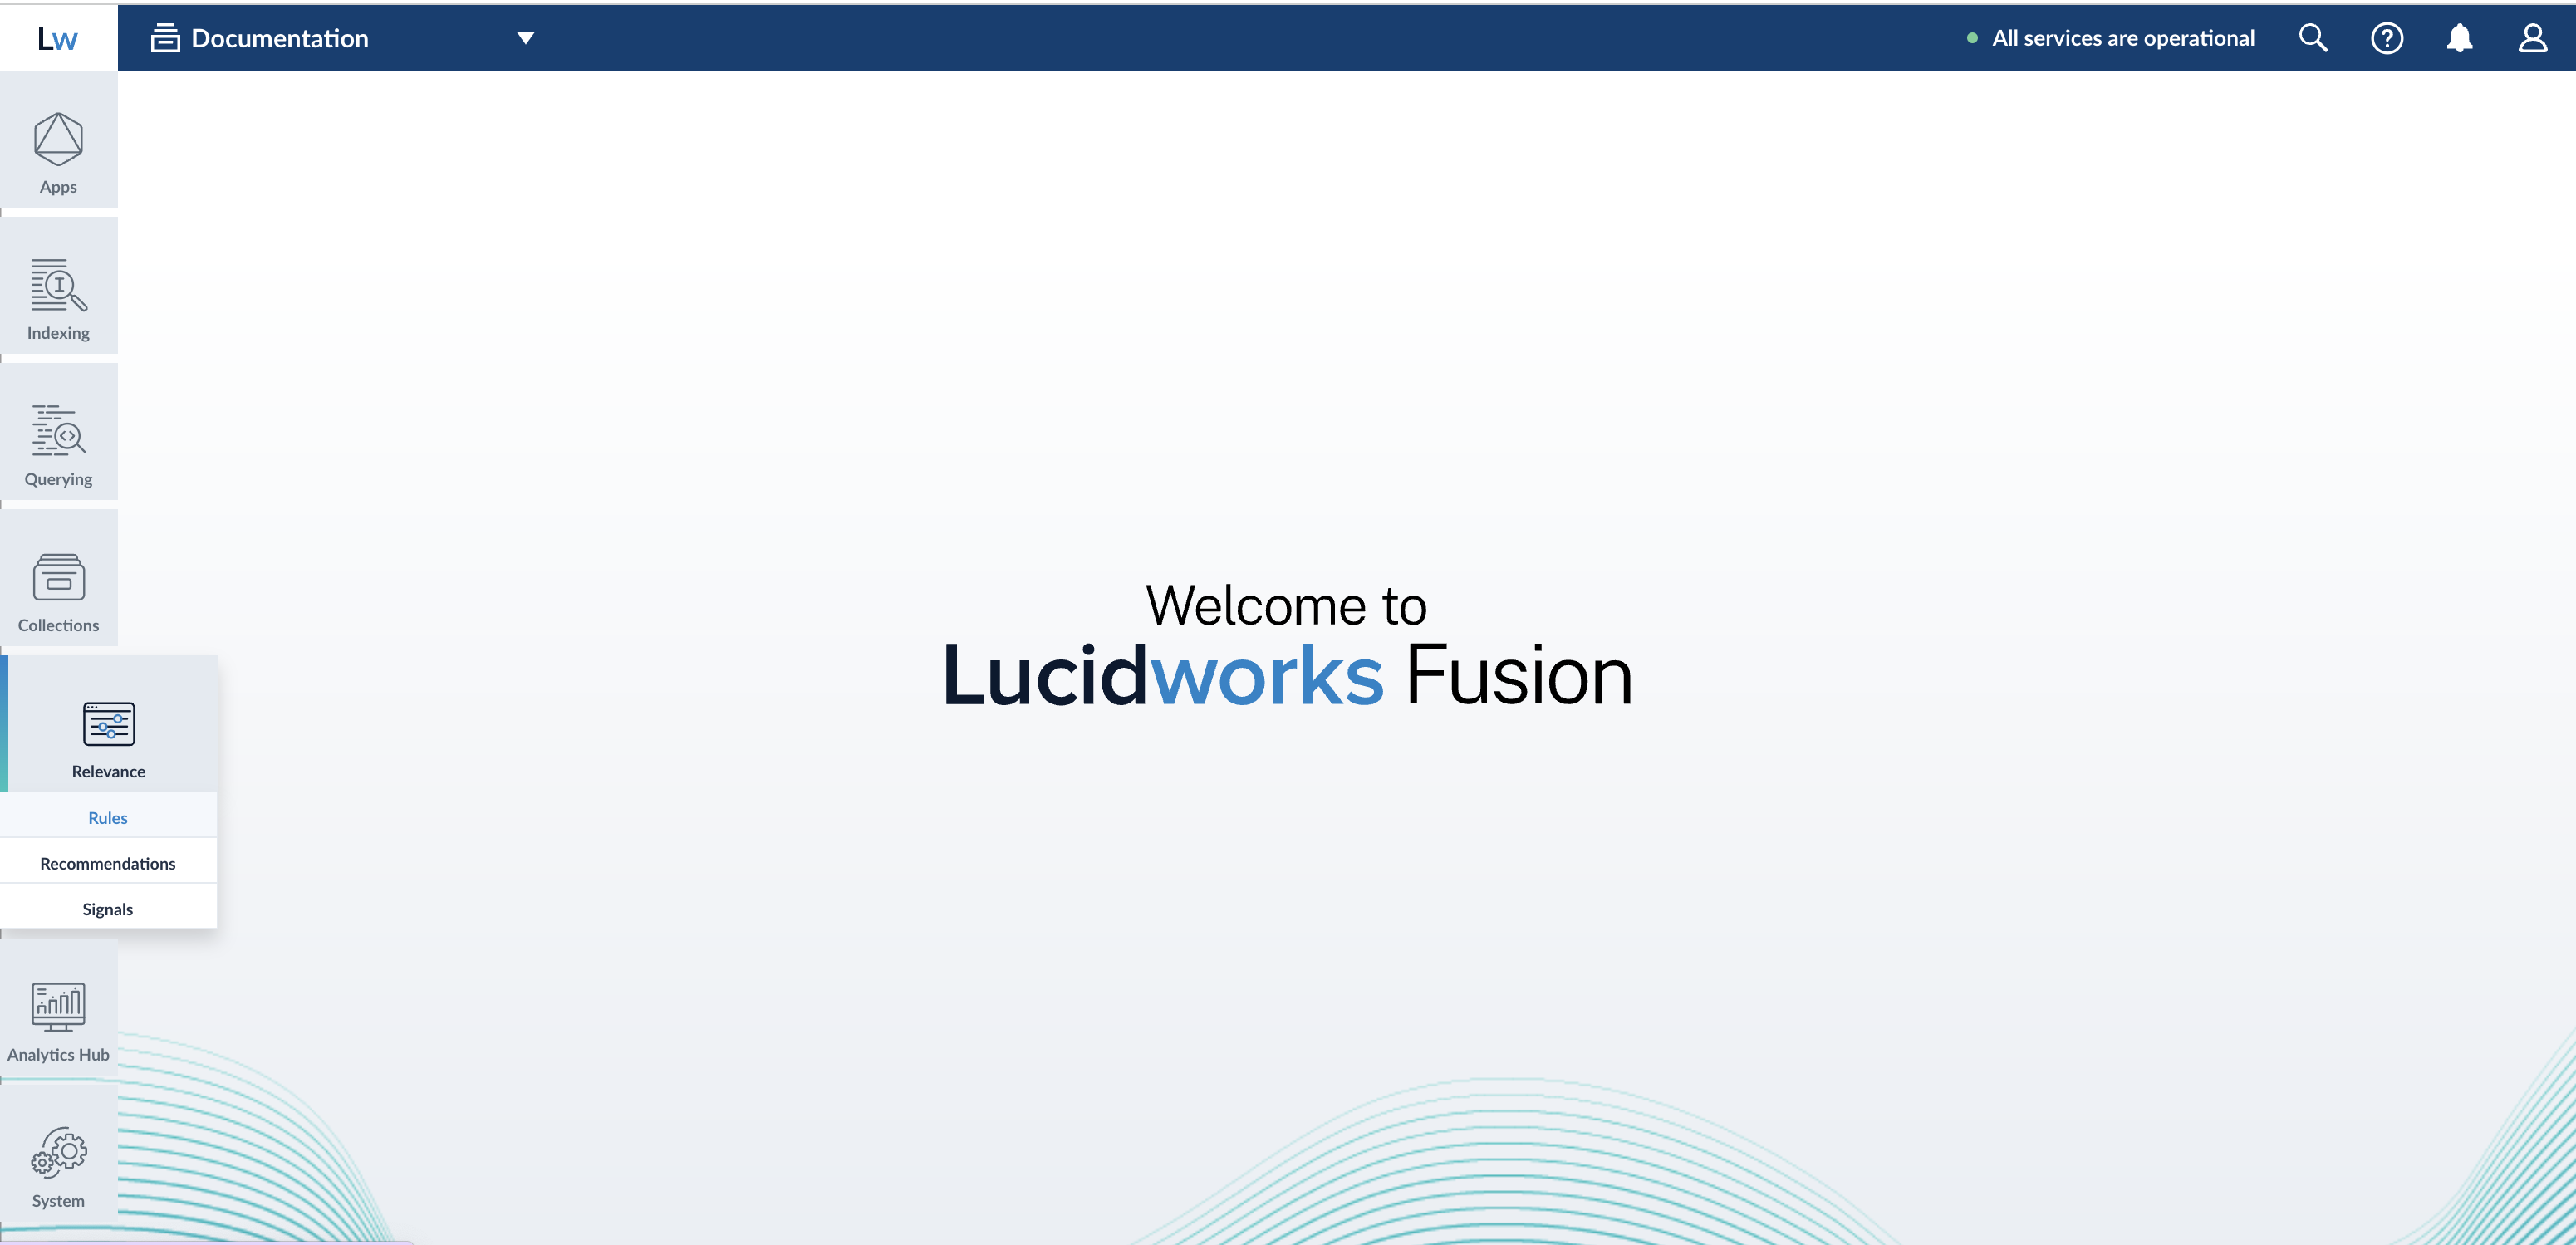 Lw
Documentation
All services are operational
Apps
Indexing
Querying
Collections
Relevance
Rules
Recommendations
Signals
Analytics Hub
System
Welcome to
Lucidworks Fusion